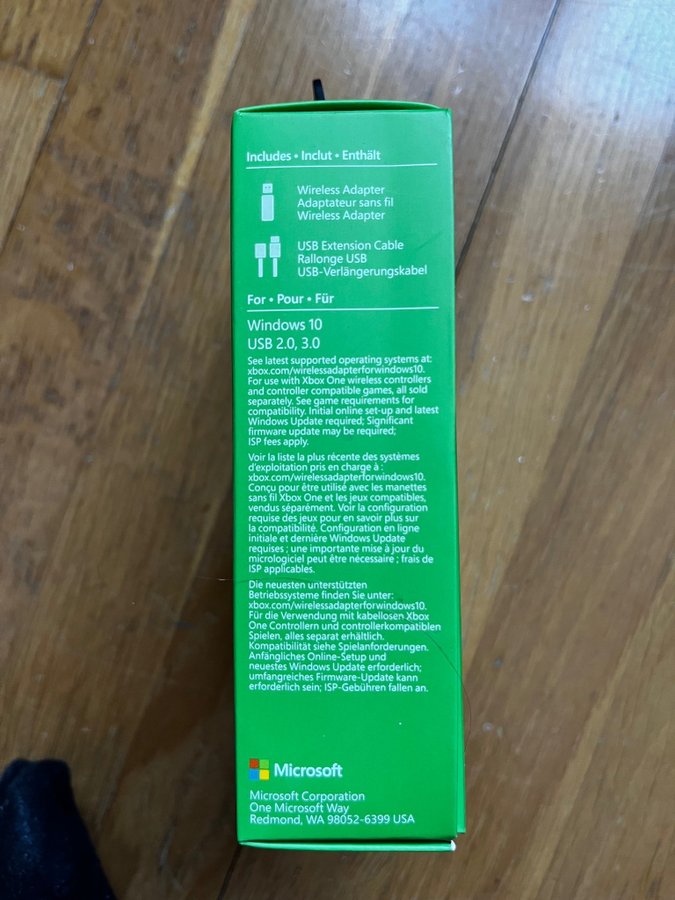 Includes • Inclut • Enthält
Wireless Adapter
Adaptateur sans fil
Wireless Adapter
USB Extension Cable
Rallonge USB
USB-Verlängerungskabel
For • Pour • Für
Windows 10
USB 2.0, 3.0
See latest supported operating systems at:
xbox.com/wirelessadapterforwindows10.
For use with Xbox One wireless controllers
and controller compatible games, all sold
separately. See game requirements for
compatibility. Initial online set-up and latest
Windows Update required; Significant
firmware update may be required;
ISP fees apply.
Voir la liste la plus récente des systèmes
d'exploitation pris en charge à :
xbox.com/wirelessadapterforwindows10.
Conçu pour être utilisé avec les manettes
sans fil Xbox One et les jeux compatibles,
vendus séparément. Voir la configuration
requise des jeux pour en savoir plus sur
la compatibilité. Configuration en ligne
initiale et dernière Windows Update
requises ; une importante mise à jour du
micrologiciel peut être nécessaire ; frais de
ISP applicables.
Die neuesten unterstützten
Betriebssysteme finden Sie unter:
xbox.com/wirelessadapterforwindows10.
Für die Verwendung mit kabellosen Xbox
One Controllern und controllerkompatiblen
Spielen, alles separat erhältlich.
Kompatibilität siehe Spielanforderungen.
Anfängliches Online-Setup und
neuestes Windows Update erforderlich;
umfangreiches Firmware-Update kann
erforderlich sein; ISP-Gebühren fallen an.
Microsoft
Microsoft Corporation
One Microsoft Way
Redmond, WA 98052-6399 USA